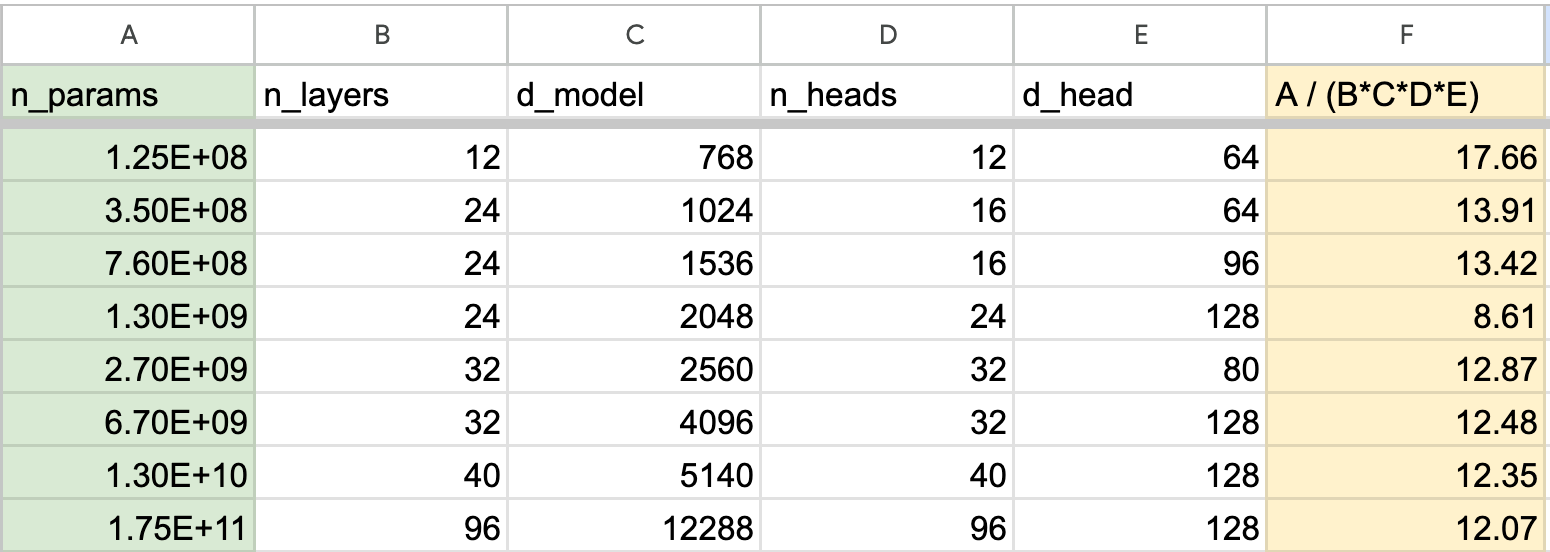 A B C D E F
n_params n_layers d_model n_heads d_head A / (B*C*D*E)
1.25E+08 12 768 12 64 17.66
3.50E+08 24 1024 16 64 13.91
7.60E+08 24 1536 16 96 13.42
1.30E+09 24 2048 24 128 8.61
2.70E+09 32 2560 32 80 12.87
6.70E+09 32 4096 32 128 12.48
1.30E+10 40 5140 40 128 12.35
1.75E+11 96 12288 96 128 12.07